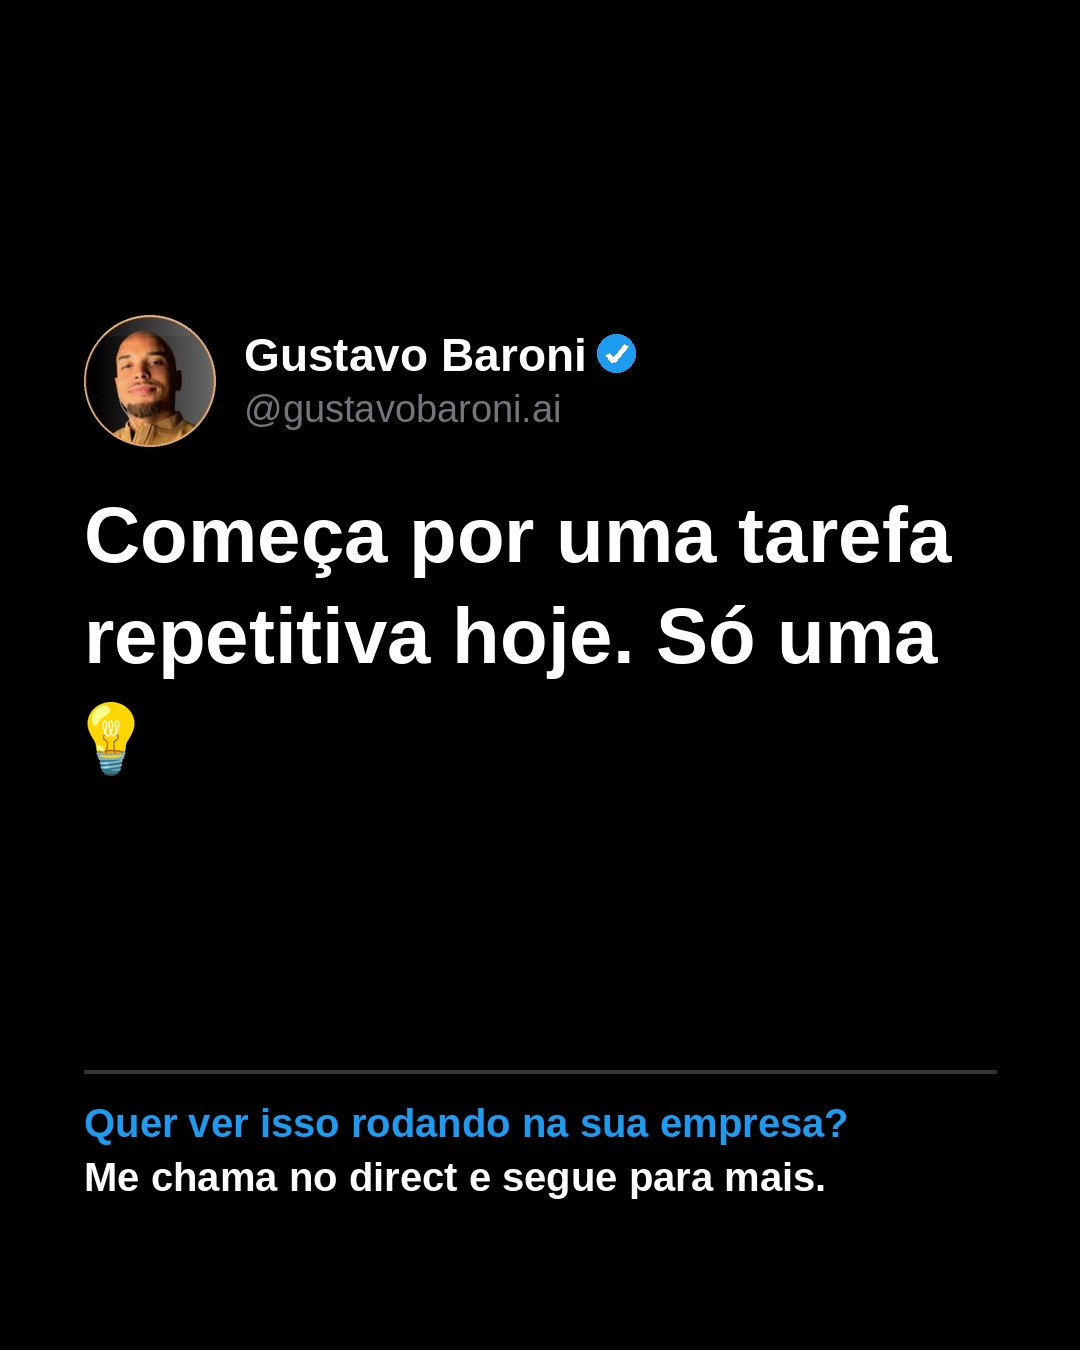 Gustavo Baroni
@gustavobaroni.ai
Começa por uma tarefa
repetitiva hoje. Só uma
💡
Quer ver isso rodando na sua empresa?
Me chama no direct e segue para mais.